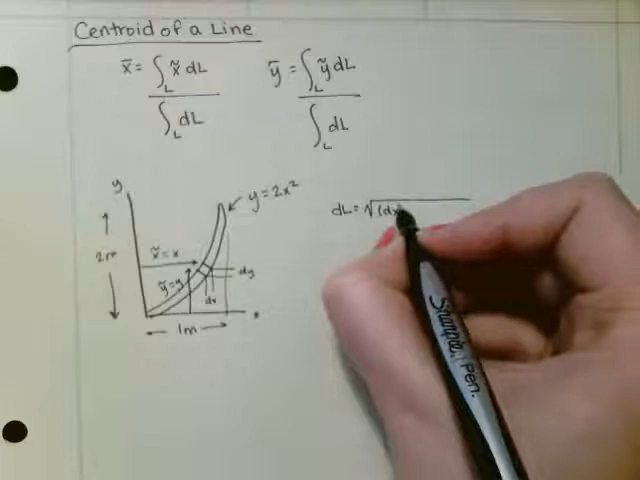 Centroid of a Line
x̄ = ∫L x̃ dL / ∫L dL
ȳ = ∫L ỹ dL / ∫L dL
y
y = 2x²
dL = √(dx)
x̃ = x
2m
ỹ = y
dy
dx
x
1m
Sharpie. Pen.